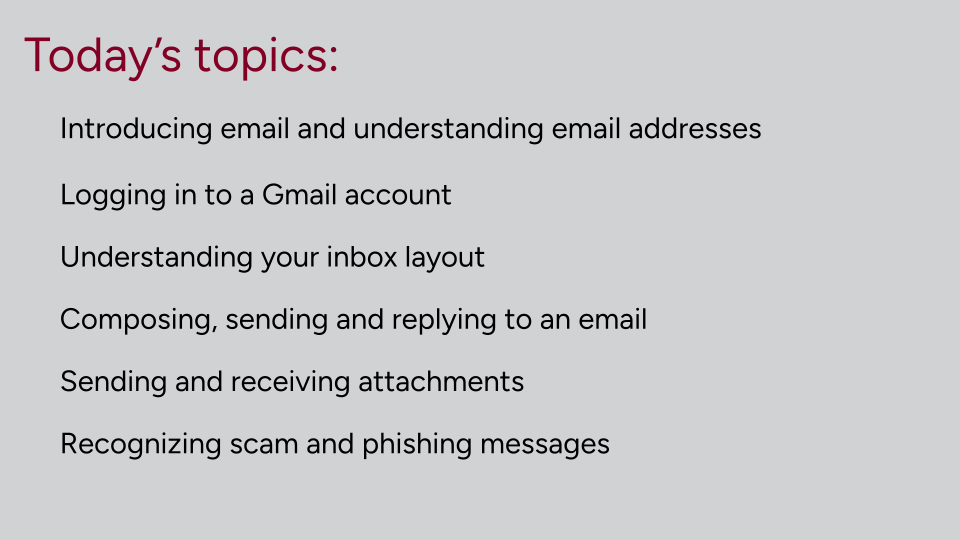 Today’s topics:
Introducing email and understanding email addresses
Logging in to a Gmail account
Understanding your inbox layout
Composing, sending and replying to an email
Sending and receiving attachments
Recognizing scam and phishing messages